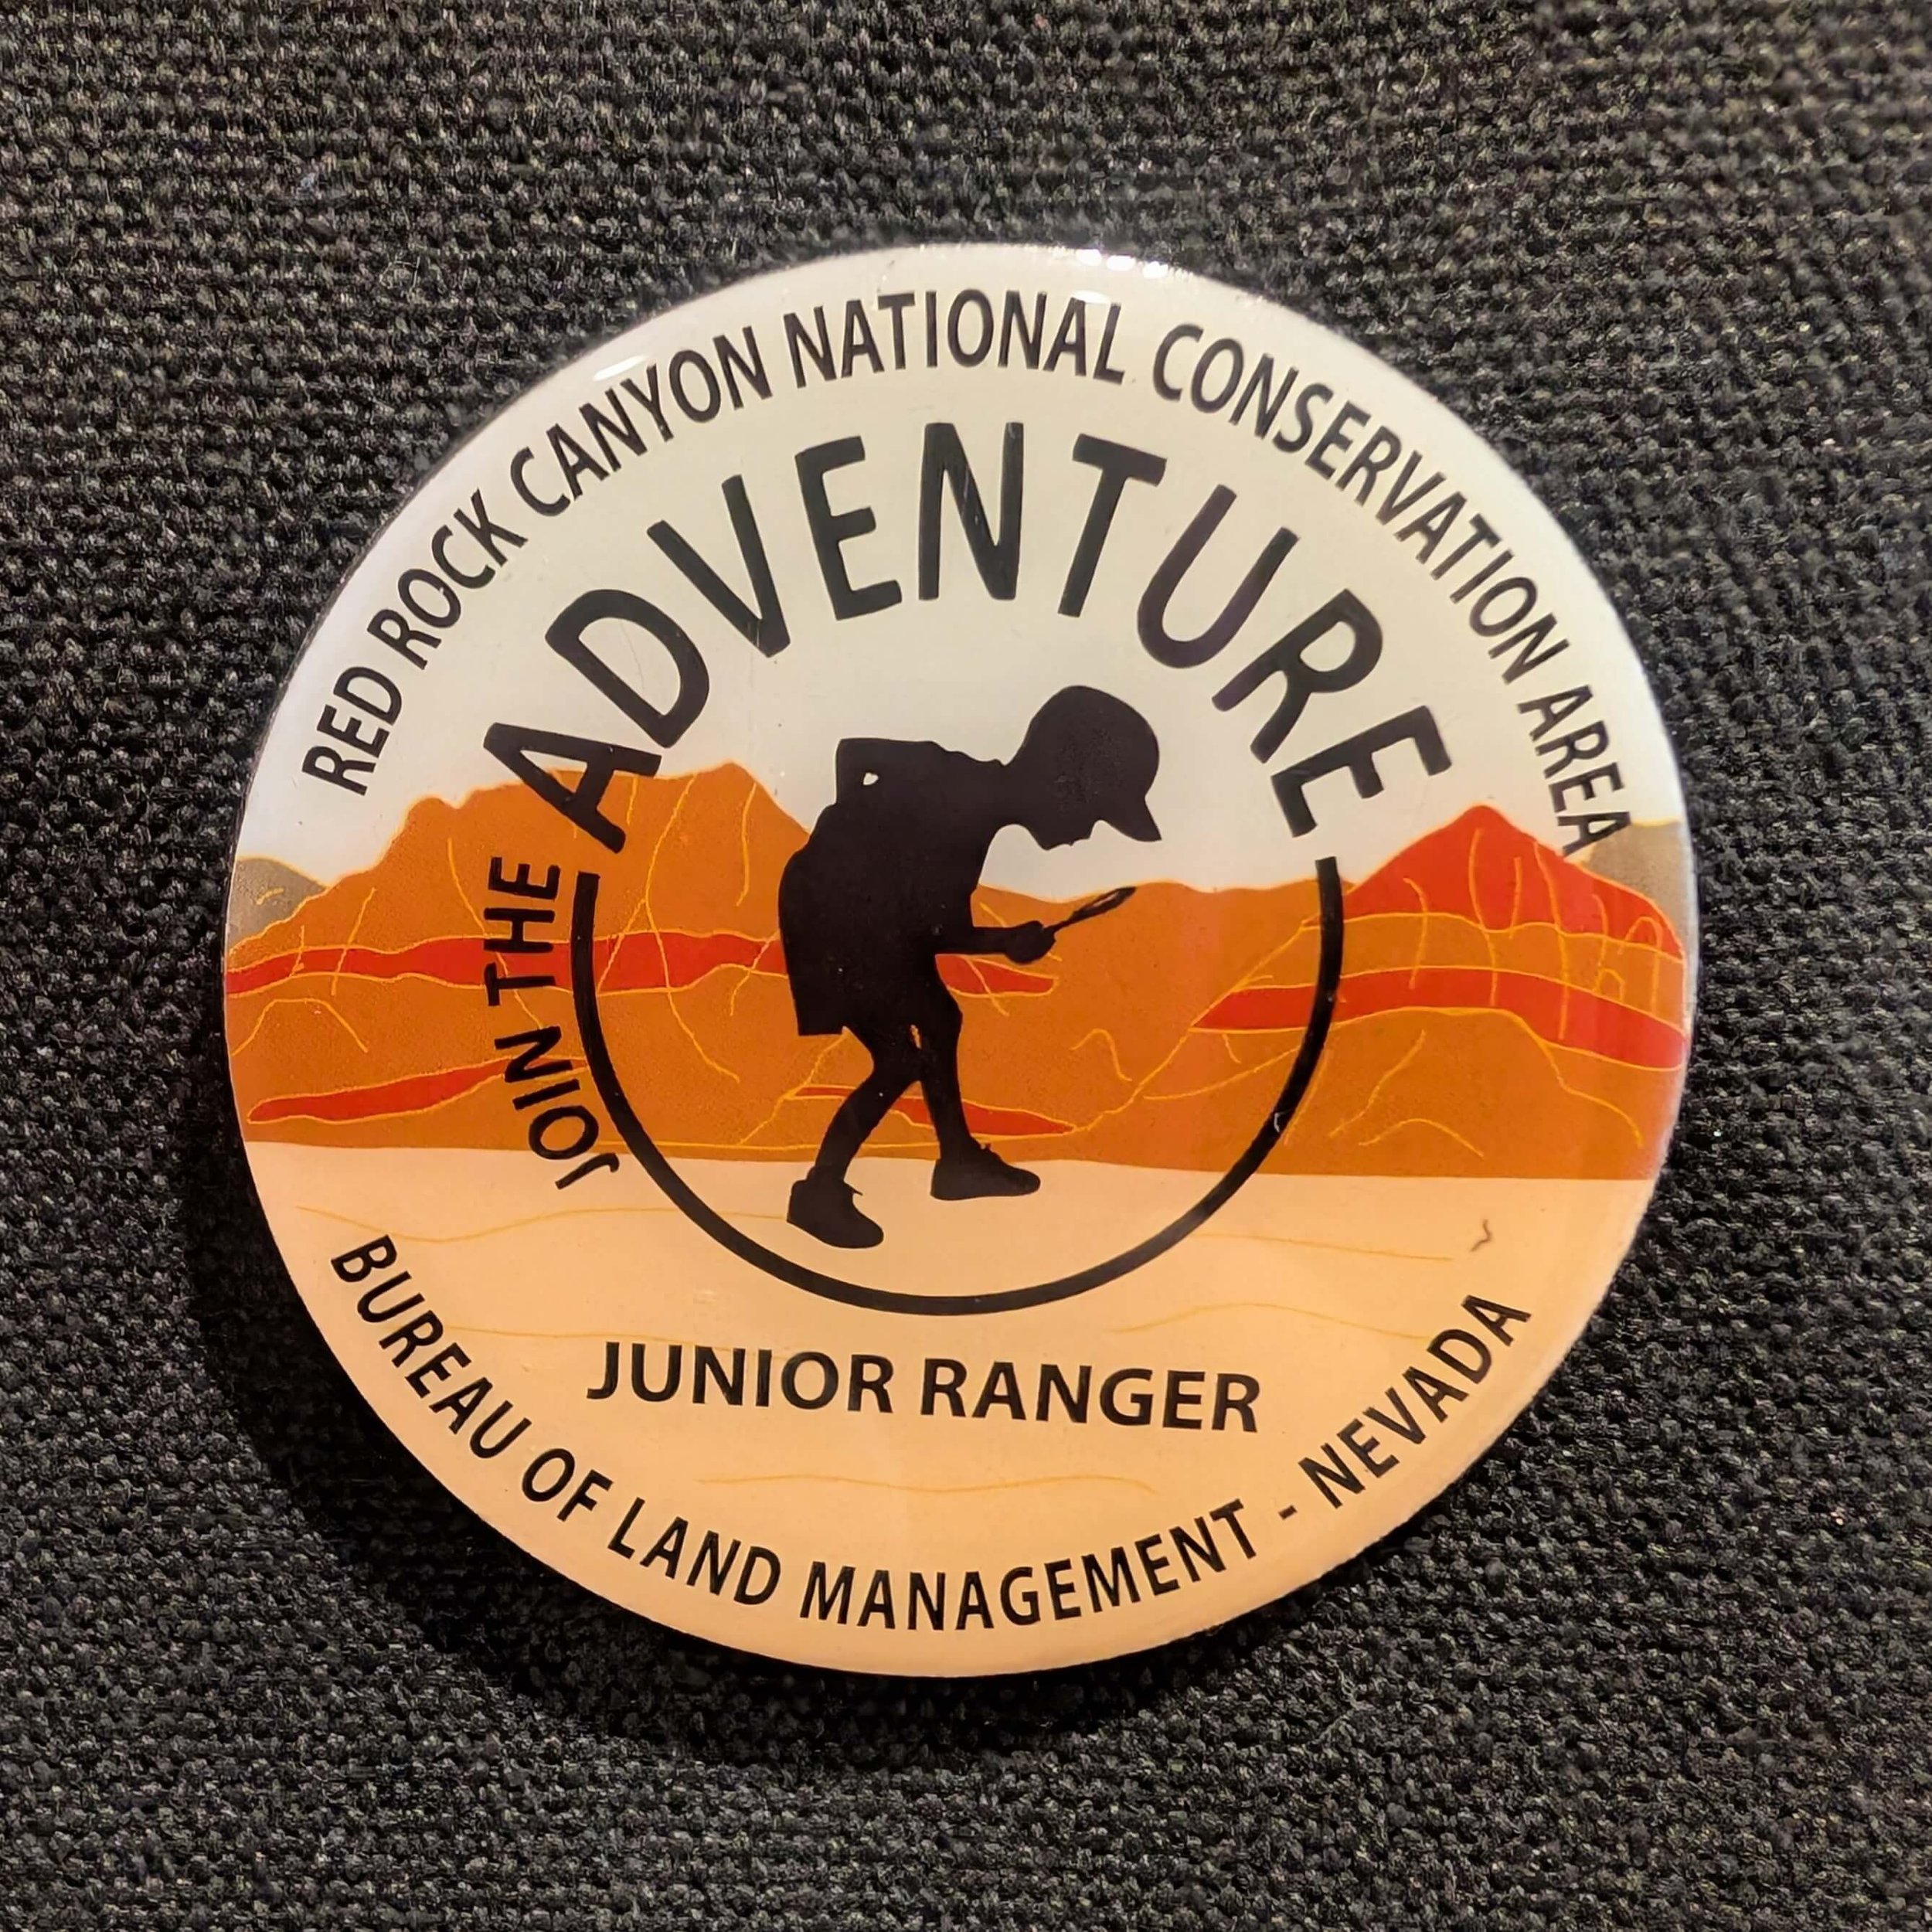 RED ROCK CANYON NATIONAL CONSERVATION AREA
JOIN THE
ADVENTURE
JUNIOR RANGER
BUREAU OF LAND MANAGEMENT - NEVADA